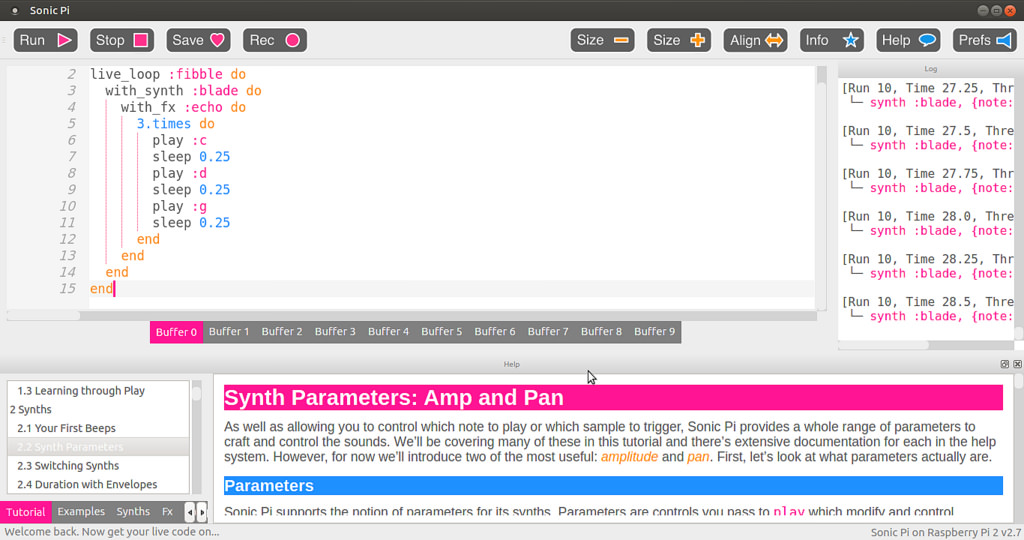 Sonic Pi
Run Stop Save Rec Size Size Align Info Help Prefs
Log
2 live_loop :fibble do
3 with_synth :blade do
4 with_fx :echo do
5 3.times do
6 play :c
7 sleep 0.25
8 play :d
9 sleep 0.25
10 play :g
11 sleep 0.25
12 end
13 end
14 end
15 end
[Run 10, Time 27.25, Thr
└─ synth :blade, {note:
[Run 10, Time 27.5, Thre
└─ synth :blade, {note:
[Run 10, Time 27.75, Thr
└─ synth :blade, {note:
[Run 10, Time 28.0, Thre
└─ synth :blade, {note:
[Run 10, Time 28.25, Thr
└─ synth :blade, {note:
[Run 10, Time 28.5, Thre
└─ synth :blade, {note:
Buffer 0 Buffer 1 Buffer 2 Buffer 3 Buffer 4 Buffer 5 Buffer 6 Buffer 7 Buffer 8 Buffer 9
Help
1.3 Learning through Play
2 Synths
2.1 Your First Beeps
2.2 Synth Parameters
2.3 Switching Synths
2.4 Duration with Envelopes
Tutorial Examples Synths Fx
Synth Parameters: Amp and Pan
As well as allowing you to control which note to play or which sample to trigger, Sonic Pi provides a whole range of parameters to
craft and control the sounds. We'll be covering many of these in this tutorial and there's extensive documentation for each in the help
system. However, for now we'll introduce two of the most useful: amplitude and pan. First, let's look at what parameters actually are.
Parameters
Sonic Pi supports the notion of parameters for its synths. Parameters are controls you pass to play which modify and control
Welcome back. Now get your live code on...
Sonic Pi on Raspberry Pi 2 v2.7